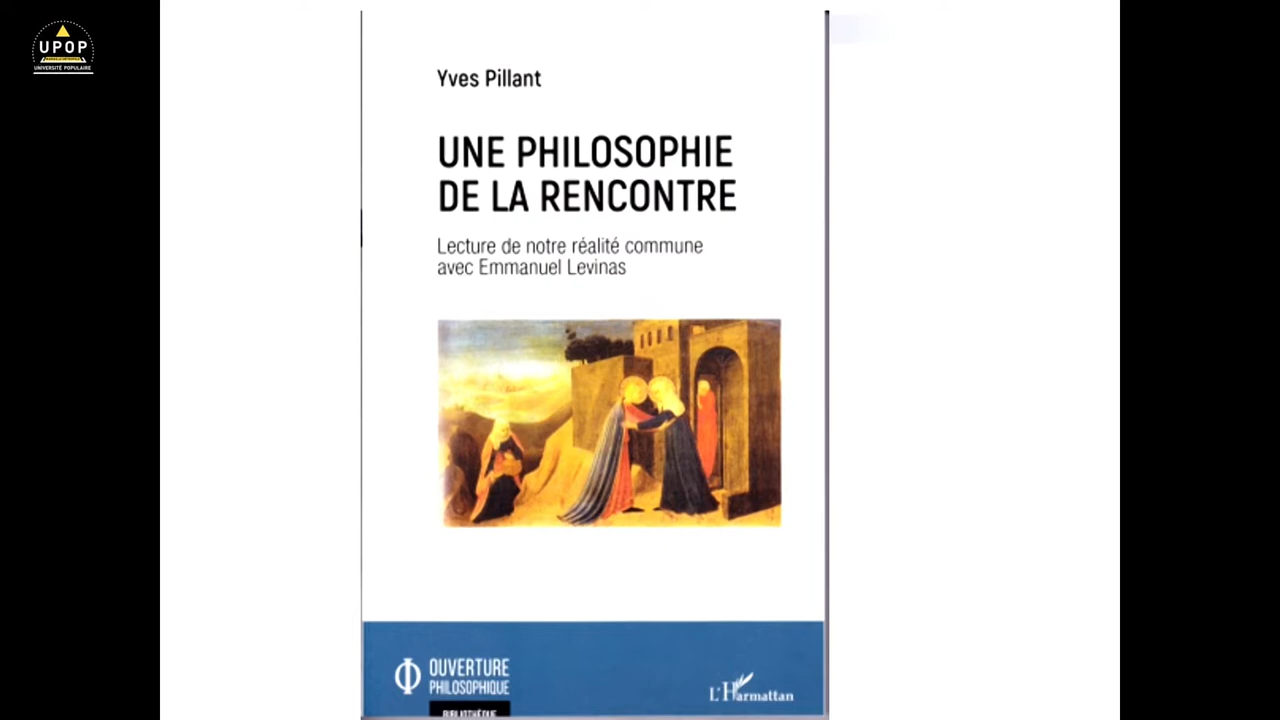 UPOP
UNIVERSITÉ POPULAIRE
Yves Pillant
UNE PHILOSOPHIE
DE LA RENCONTRE
Lecture de notre réalité commune
avec Emmanuel Levinas
OUVERTURE
PHILOSOPHIQUE
BIBLIOTHÈQUE
L'Harmattan